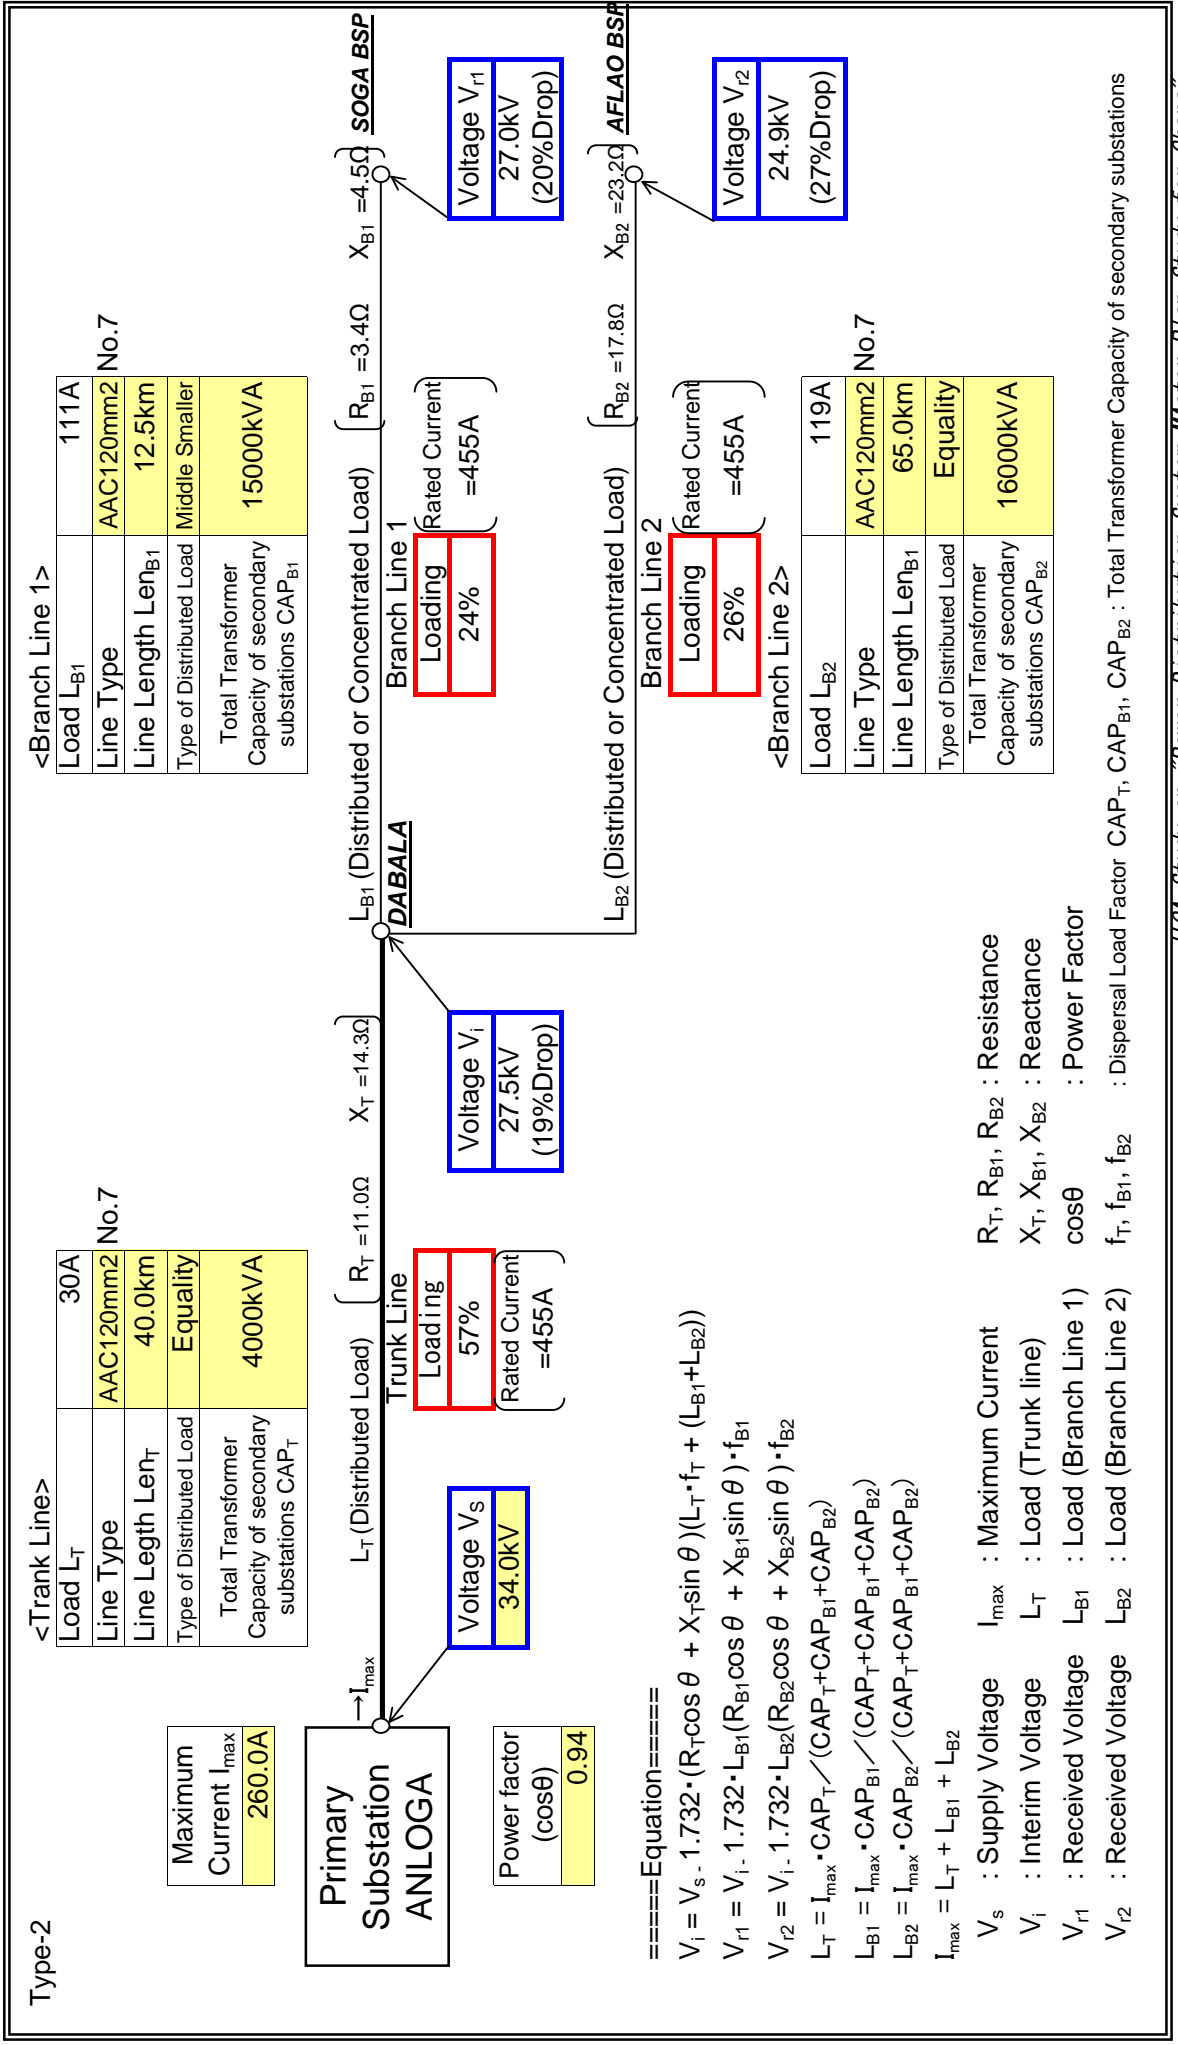 Type-2
<Trank Line>
Load LT 30A
Line Type AAC120mm2 No.7
Line Legth LenT 40.0km
Type of Distributed Load Equality
Total Transformer
Capacity of secondary
substations CAPT
4000kVA
<Branch Line 1>
Load LB1 111A
Line Type AAC120mm2 No.7
Line Length LenB1 12.5km
Type of Distributed Load Middle Smaller
Total Transformer
Capacity of secondary
substations CAPB1
15000kVA
Maximum
Current Imax
260.0A
Primary
Substation
ANLOGA
→Imax
LT (Distributed Load)
RT =11.0Ω XT =14.3Ω
LB1 (Distributed or Concentrated Load)
RB1 =3.4Ω XB1 =4.5Ω
SOGA BSP
Trunk Line
Loading
57%
Rated Current
=455A
DABALA
Branch Line 1
Loading
24%
Rated Current
=455A
Voltage VS
34.0kV
Voltage Vi
27.5kV
(19%Drop)
Voltage Vr1
27.0kV
(20%Drop)
Power factor
(cosθ)
0.94
LB2 (Distributed or Concentrated Load)
RB2 =17.8Ω XB2 =23.2Ω
AFLAO BSP
Branch Line 2
Loading
26%
Rated Current
=455A
Voltage Vr2
24.9kV
(27%Drop)
<Branch Line 2>
Load LB2 119A
Line Type AAC120mm2 No.7
Line Length LenB1 65.0km
Type of Distributed Load Equality
Total Transformer
Capacity of secondary
substations CAPB2
16000kVA
=====Equation=====
Vi = Vs - 1.732・(RTcosθ + XTsinθ)(LT・fT + (LB1+LB2))
Vr1 = Vi - 1.732・LB1(RB1cosθ + XB1sinθ)・fB1
Vr2 = Vi - 1.732・LB2(RB2cosθ + XB2sinθ)・fB2
LT = Imax・CAPT／(CAPT+CAPB1+CAPB2)
LB1 = Imax・CAPB1／(CAPT+CAPB1+CAPB2)
LB2 = Imax・CAPB2／(CAPT+CAPB1+CAPB2)
Imax = LT + LB1 + LB2
Vs : Supply Voltage Imax : Maximum Current RT, RB1, RB2 : Resistance
Vi : Interim Voltage LT : Load (Trunk line) XT, XB1, XB2 : Reactance
Vr1 : Received Voltage LB1 : Load (Branch Line 1) cosθ : Power Factor
Vr2 : Received Voltage LB2 : Load (Branch Line 2) fT, fB1, fB2 : Dispersal Load Factor CAPT, CAPB1, CAPB2 : Total Transformer Capacity of secondary substations